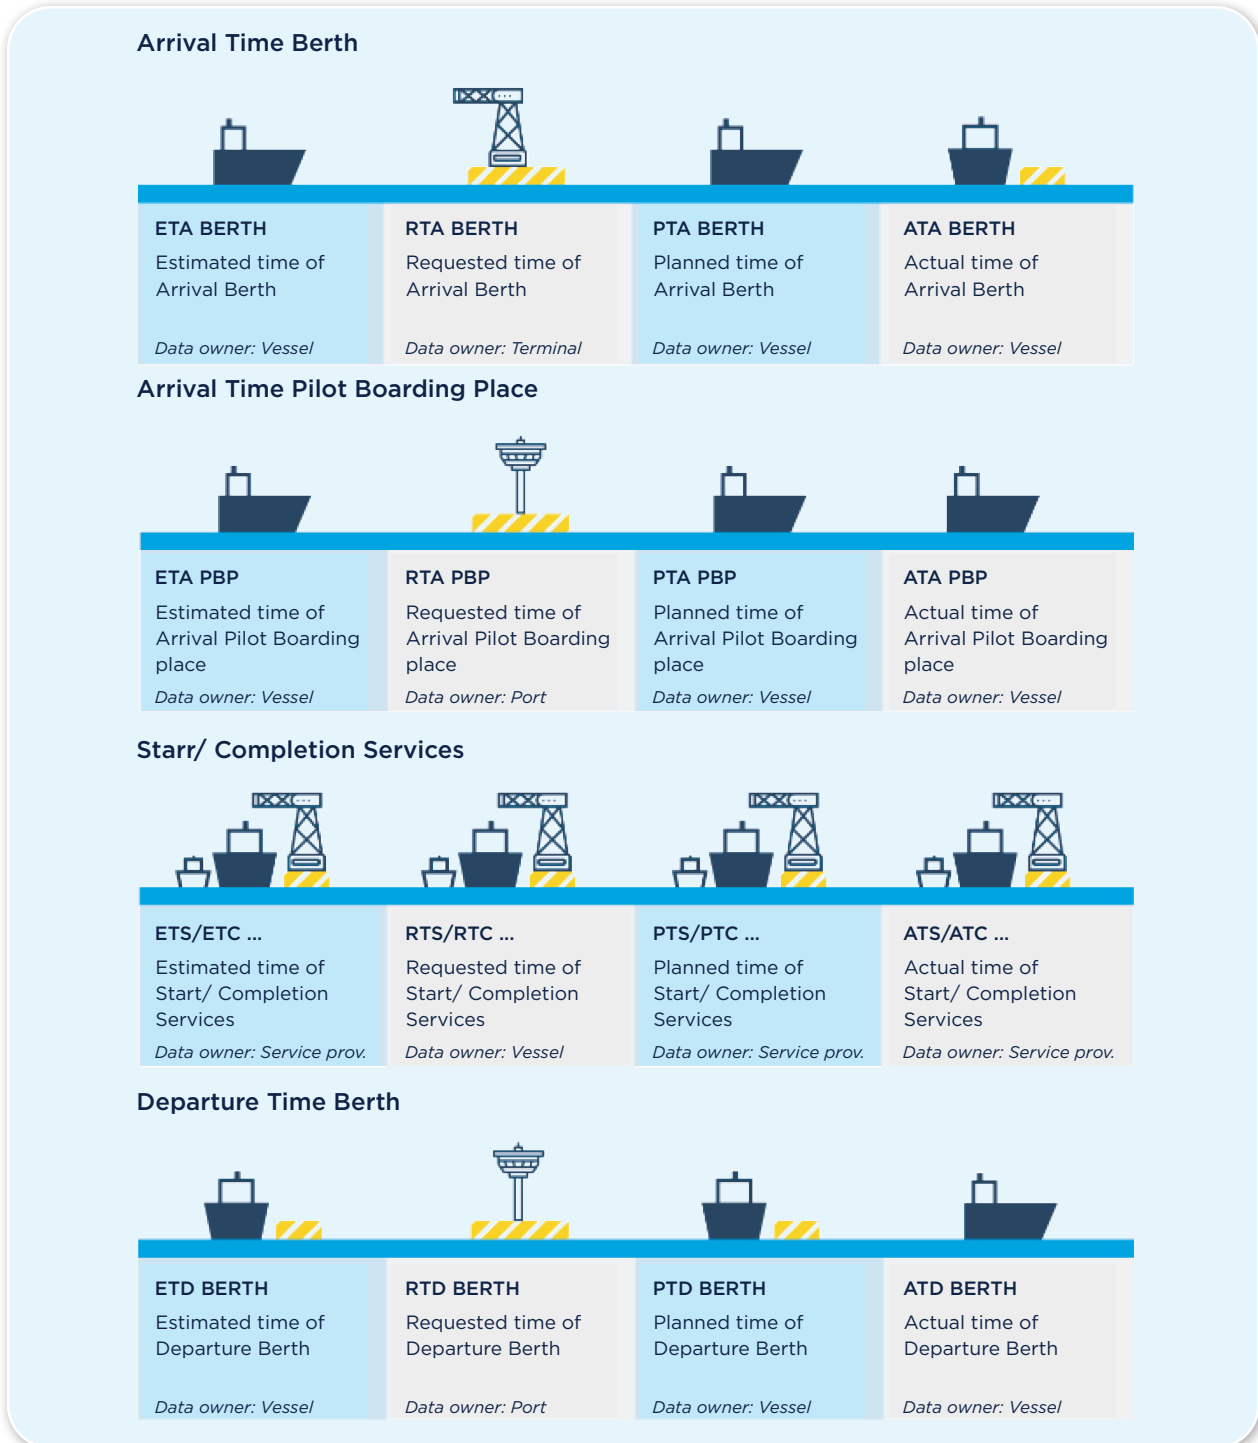 Arrival Time Berth
ETA BERTH
Estimated time of
Arrival Berth
Data owner: Vessel
RTA BERTH
Requested time of
Arrival Berth
Data owner: Terminal
PTA BERTH
Planned time of
Arrival Berth
Data owner: Vessel
ATA BERTH
Actual time of
Arrival Berth
Data owner: Vessel
Arrival Time Pilot Boarding Place
ETA PBP
Estimated time of
Arrival Pilot Boarding
place
Data owner: Vessel
RTA PBP
Requested time of
Arrival Pilot Boarding
place
Data owner: Port
PTA PBP
Planned time of
Arrival Pilot Boarding
place
Data owner: Vessel
ATA PBP
Actual time of
Arrival Pilot Boarding
place
Data owner: Vessel
Starr/ Completion Services
ETS/ETC ...
Estimated time of
Start/ Completion
Services
Data owner: Service prov.
RTS/RTC ...
Requested time of
Start/ Completion
Services
Data owner: Vessel
PTS/PTC ...
Planned time of
Start/ Completion
Services
Data owner: Service prov.
ATS/ATC ...
Actual time of
Start/ Completion
Services
Data owner: Service prov.
Departure Time Berth
ETD BERTH
Estimated time of
Departure Berth
Data owner: Vessel
RTD BERTH
Requested time of
Departure Berth
Data owner: Port
PTD BERTH
Planned time of
Departure Berth
Data owner: Vessel
ATD BERTH
Actual time of
Departure Berth
Data owner: Vessel